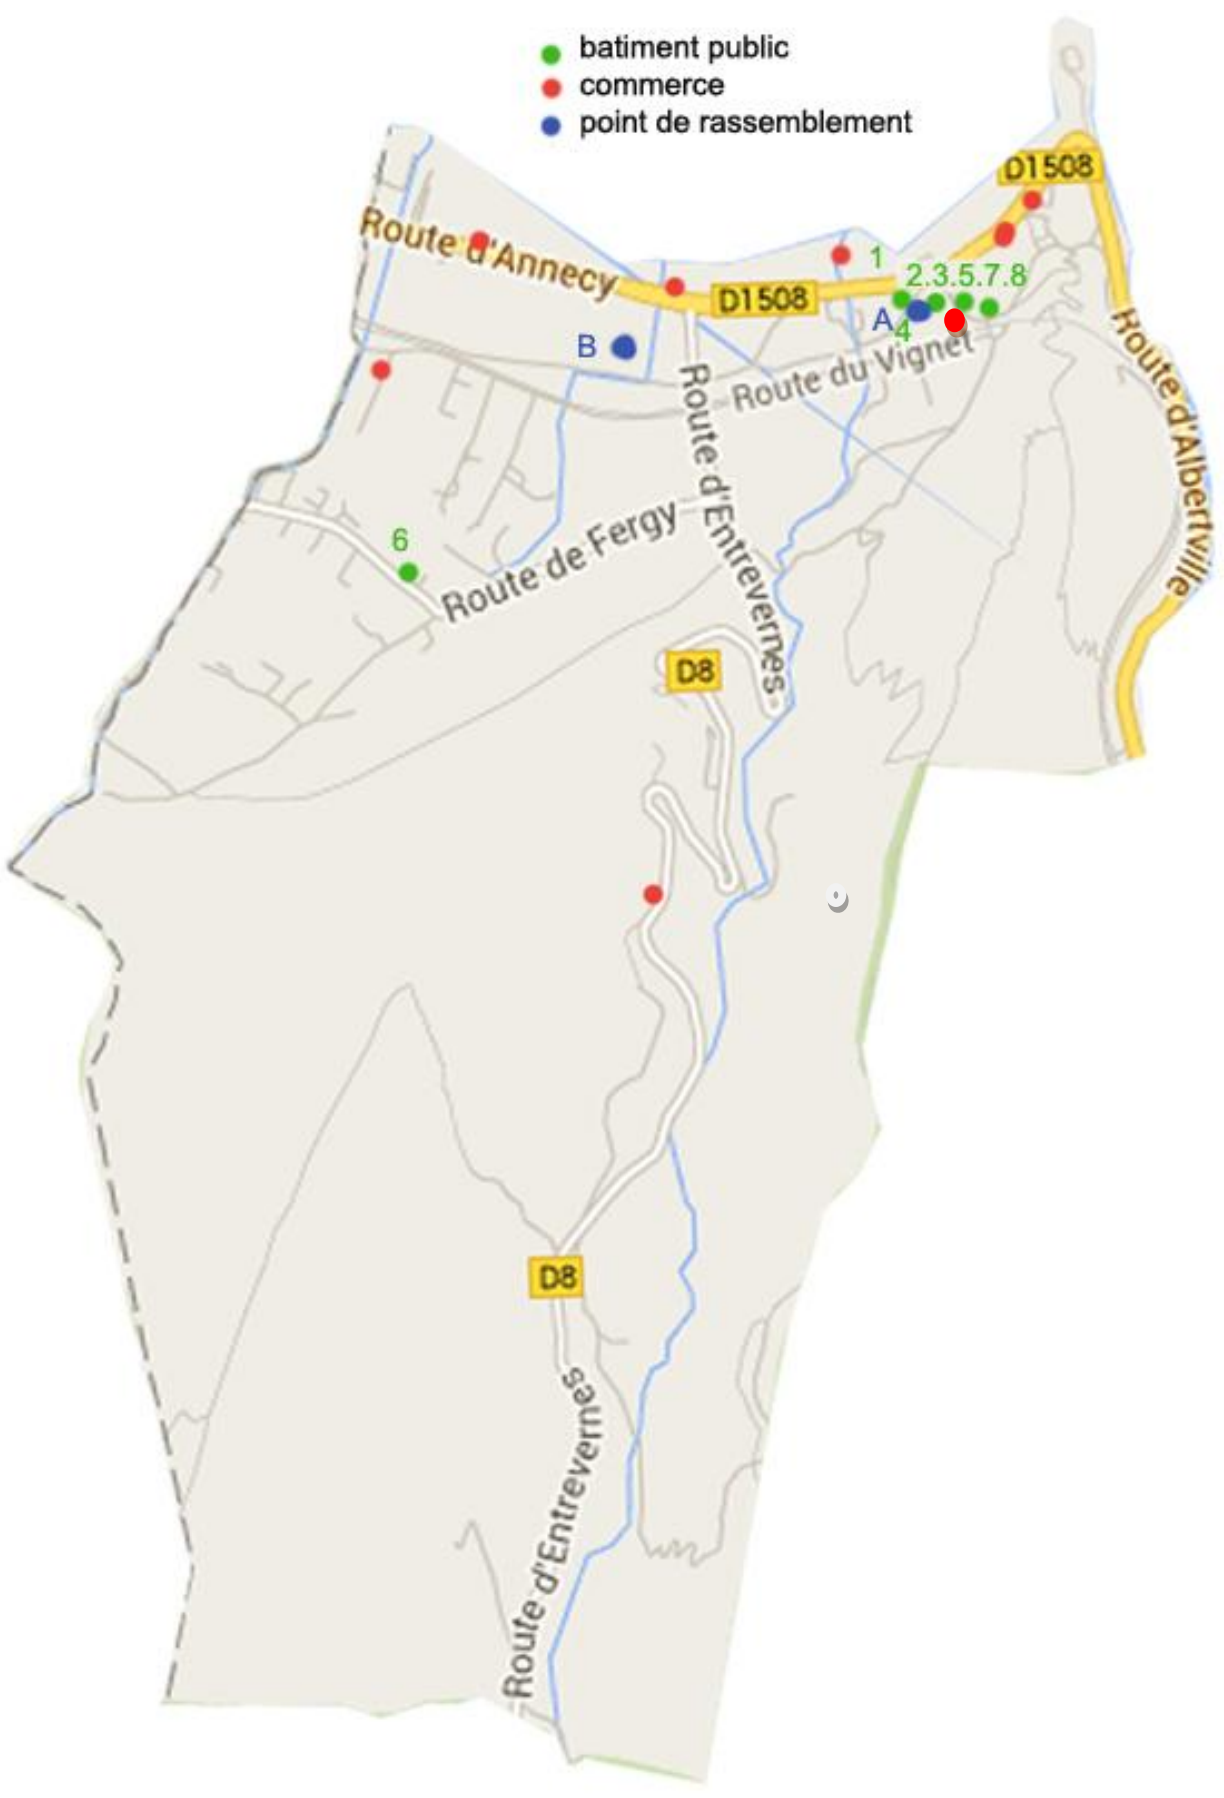 batiment public
commerce
point de rassemblement
D1508
Route d'Annecy
1
2.3.5.7.8
D1508
A
4
B
Route du Vignet
Route d'Albertville
Route d'Entrevernes
6
Route de Fergy
D8
D8
Route d'Entrevernes